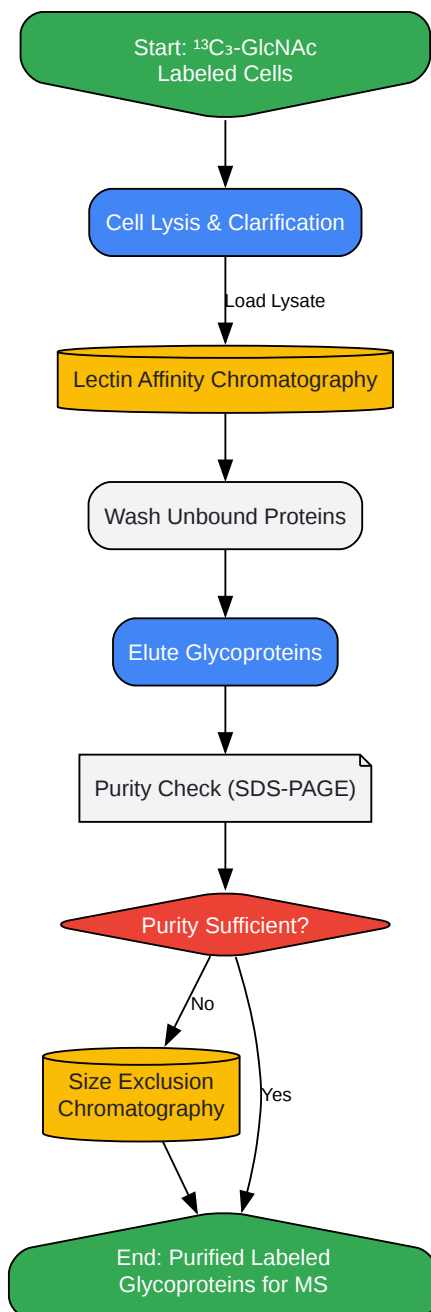 Start: ¹³C₃-GlcNAc
Labeled Cells
Cell Lysis & Clarification
Load Lysate
Lectin Affinity Chromatography
Wash Unbound Proteins
Elute Glycoproteins
Purity Check (SDS-PAGE)
Purity Sufficient?
No
Size Exclusion
Chromatography
Yes
End: Purified Labeled
Glycoproteins for MS